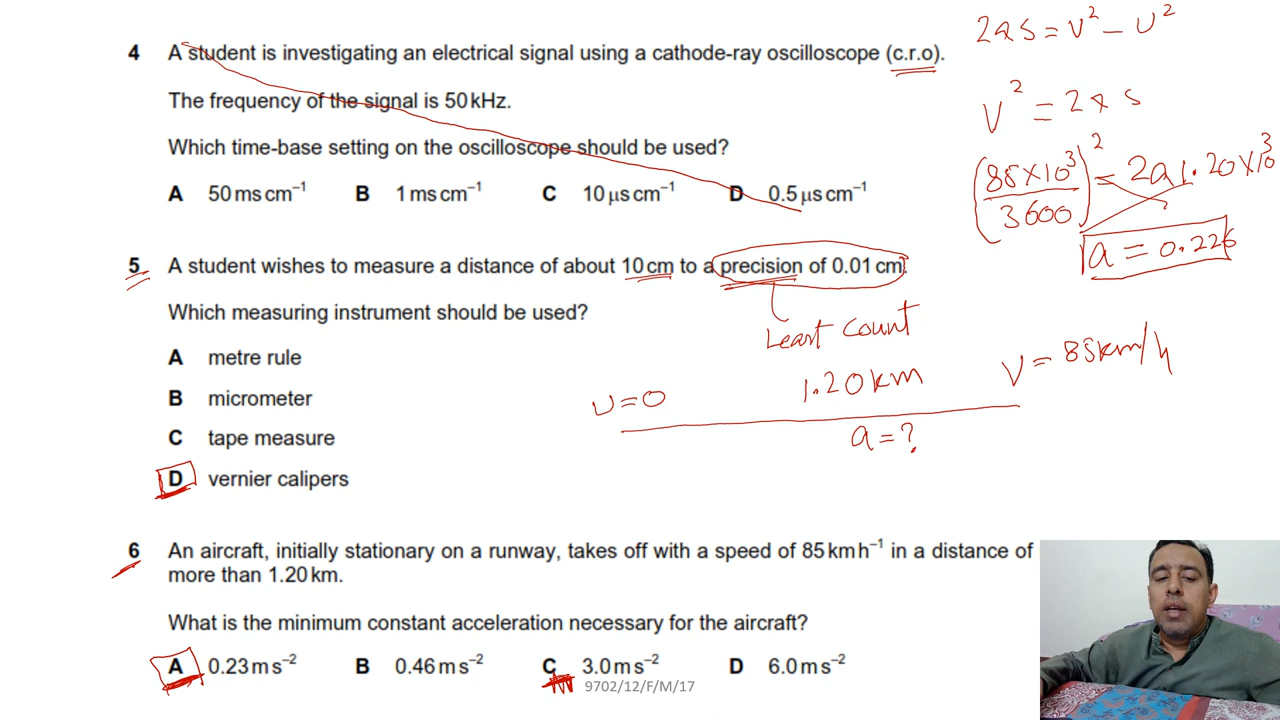 4 A student is investigating an electrical signal using a cathode-ray oscilloscope (c.r.o).
The frequency of the signal is 50 kHz.
Which time-base setting on the oscilloscope should be used?
A 50 ms cm⁻¹ B 1 ms cm⁻¹ C 10 µs cm⁻¹ D 0.5 µs cm⁻¹
5 A student wishes to measure a distance of about 10 cm to a precision of 0.01 cm.
Which measuring instrument should be used?
A metre rule
B micrometer
C tape measure
D vernier calipers
6 An aircraft, initially stationary on a runway, takes off with a speed of 85 km h⁻¹ in a distance of
more than 1.20 km.
What is the minimum constant acceleration necessary for the aircraft?
A 0.23 m s⁻² B 0.46 m s⁻² C 3.0 m s⁻² D 6.0 m s⁻²
9702/12/F/M/17
2as = v² – u²
v² = 2as
(85×10³/3600)² = 2a1.20×10³
a = 0.226
Least count
u=0
1.20km
v = 85km/h
a = ?